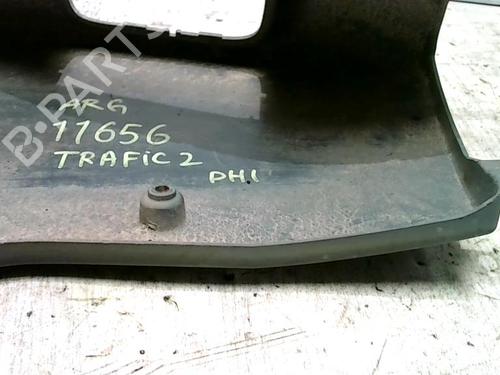 B-PARTS
ARG
11656
TRAFIC 2
PH1